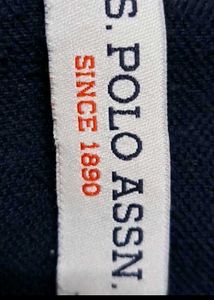 S. POLO ASSN.
SINCE 1890